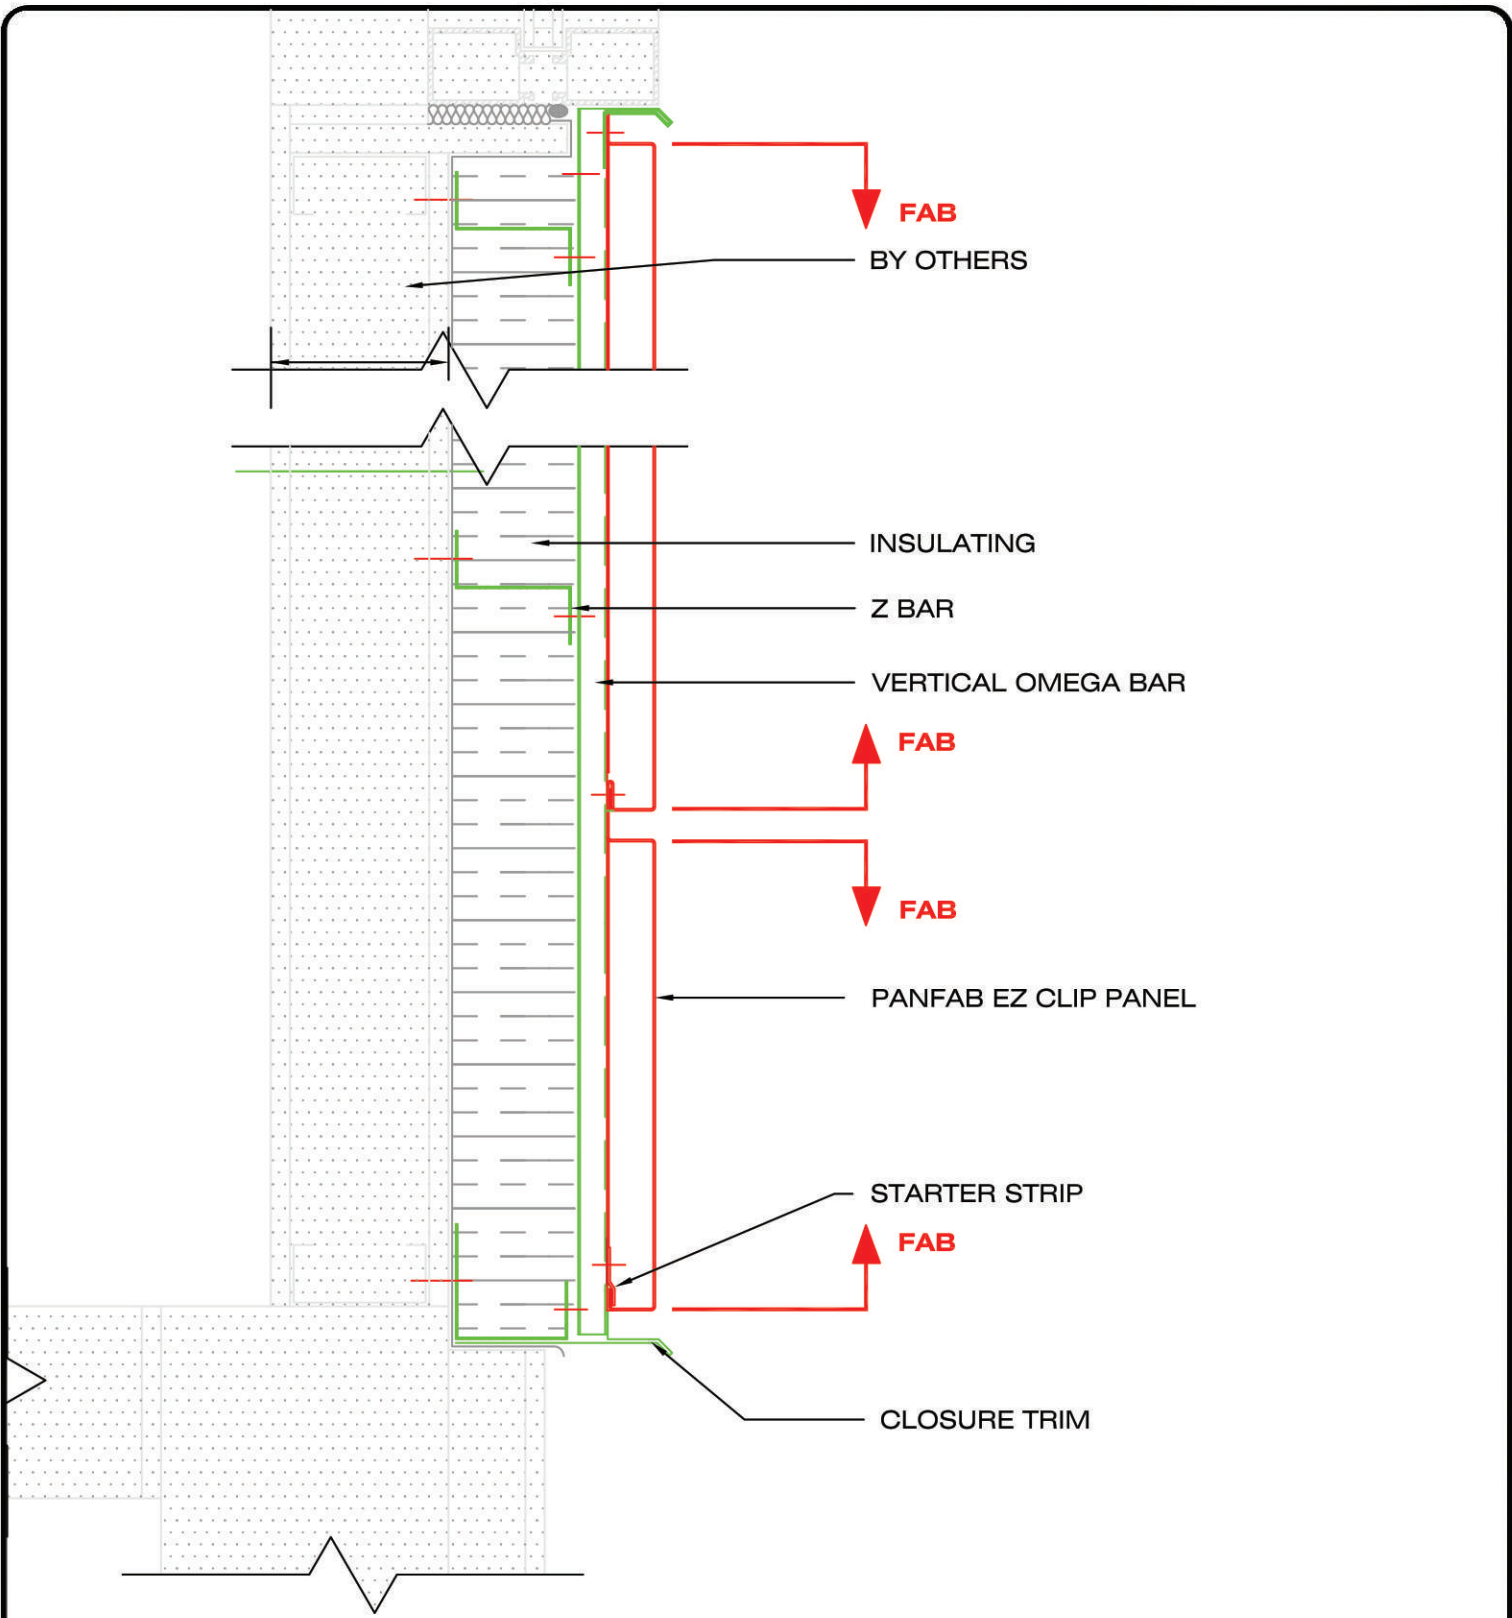 FAB
BY OTHERS
INSULATING
Z BAR
VERTICAL OMEGA BAR
FAB
FAB
PANFAB EZ CLIP PANEL
STARTER STRIP
FAB
CLOSURE TRIM